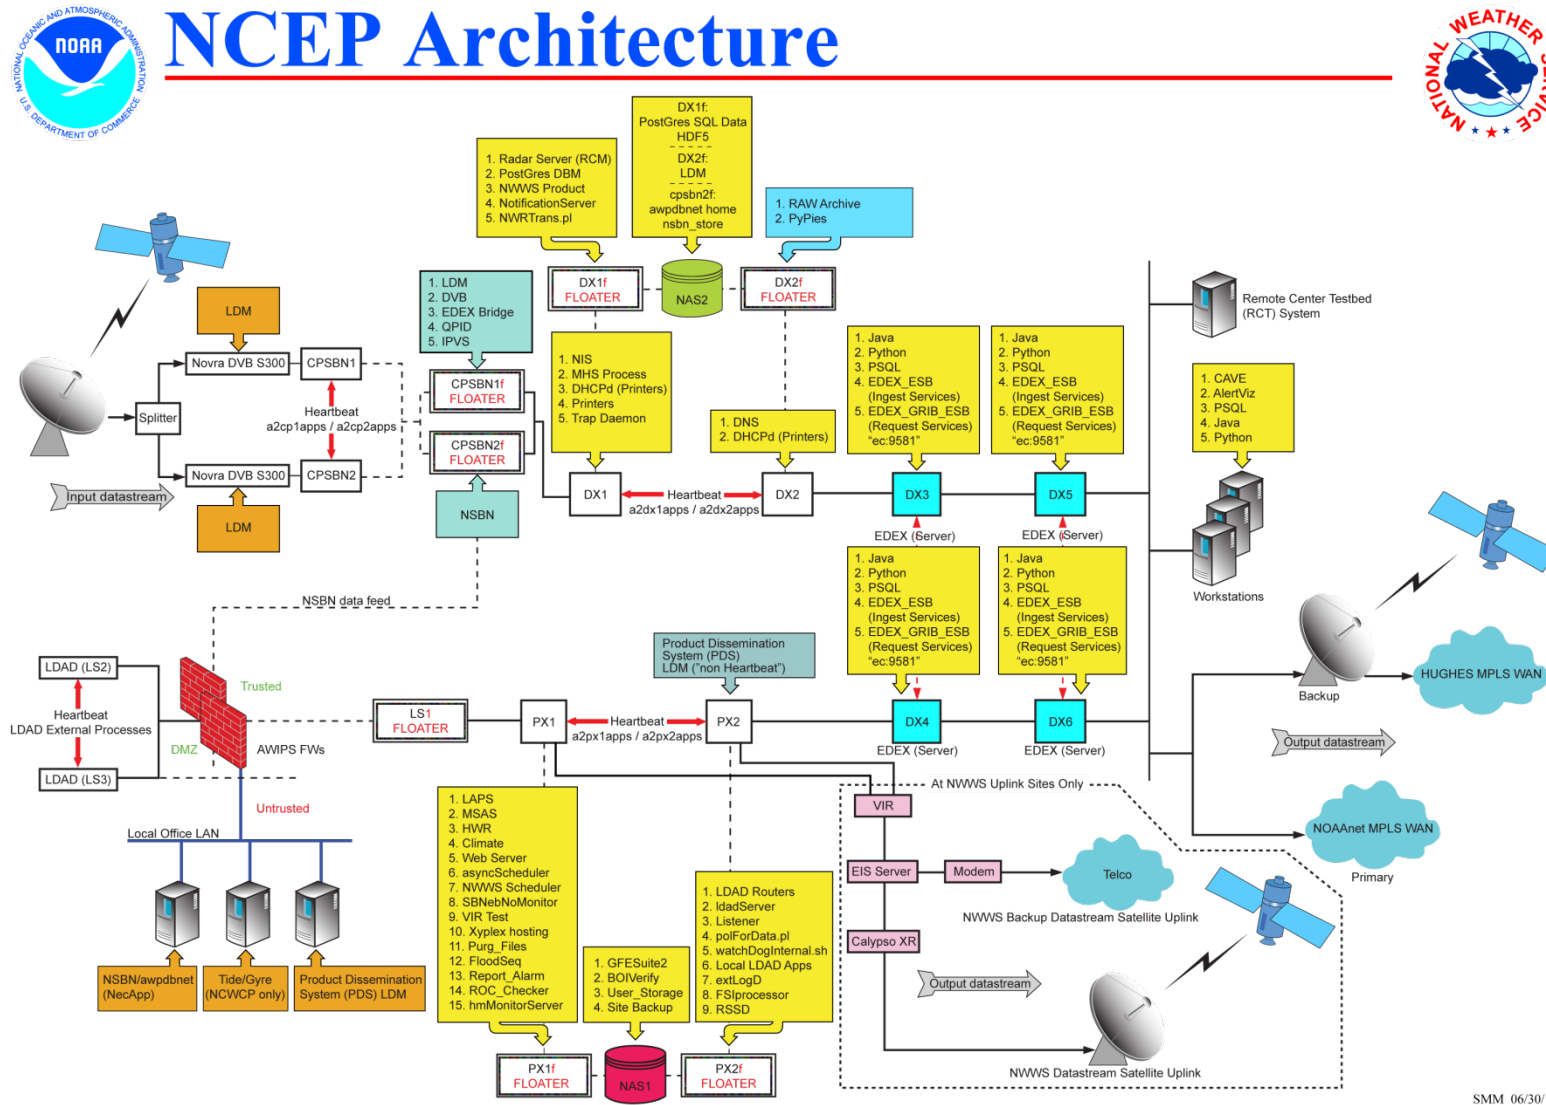 NCEP Architecture
NATIONAL OCEANIC AND ATMOSPHERIC ADMINISTRATION
NOAA
U.S. DEPARTMENT OF COMMERCE
NATIONAL WEATHER SERVICE
DX1f:
PostGres SQL Data
HDF5
DX2f:
LDM
cpsbn2f:
awpdbnet home
nsbn_store
1. Radar Server (RCM)
2. PostGres DBM
3. NWWS Product
4. NotificationServer
5. NWRTrans.pl
1. RAW Archive
2. PyPies
DX1f
FLOATER
NAS2
DX2f
FLOATER
1. LDM
2. DVB
3. EDEX Bridge
4. QPID
5. IPVS
LDM
Novra DVB S300
CPSBN1
Splitter
Heartbeat
a2cp1apps / a2cp2apps
Novra DVB S300
CPSBN2
LDM
Input datastream
CPSBN1f
FLOATER
CPSBN2f
FLOATER
NSBN
NSBN data feed
1. NIS
2. MHS Process
3. DHCPd (Printers)
4. Printers
5. Trap Daemon
1. DNS
2. DHCPd (Printers)
DX1
Heartbeat
a2dx1apps / a2dx2apps
DX2
1. Java
2. Python
3. PSQL
4. EDEX_ESB
(Ingest Services)
5. EDEX_GRIB_ESB
(Request Services)
"ec:9581"
DX3
EDEX (Server)
1. Java
2. Python
3. PSQL
4. EDEX_ESB
(Ingest Services)
5. EDEX_GRIB_ESB
(Request Services)
"ec:9581"
DX5
EDEX (Server)
1. Java
2. Python
3. PSQL
4. EDEX_ESB
(Ingest Services)
5. EDEX_GRIB_ESB
(Request Services)
"ec:9581"
DX4
EDEX (Server)
1. Java
2. Python
3. PSQL
4. EDEX_ESB
(Ingest Services)
5. EDEX_GRIB_ESB
(Request Services)
"ec:9581"
DX6
EDEX (Server)
Remote Center Testbed
(RCT) System
1. CAVE
2. AlertViz
3. PSQL
4. Java
5. Python
Workstations
Backup
HUGHES MPLS WAN
Output datastream
NOAAnet MPLS WAN
Primary
LDAD (LS2)
Heartbeat
LDAD External Processes
LDAD (LS3)
Trusted
DMZ
AWIPS FWs
Untrusted
Local Office LAN
NSBN/awpdbnet
(NecApp)
Tide/Gyre
(NCWCP only)
Product Dissemination
System (PDS) LDM
LS1
FLOATER
PX1
Heartbeat
a2px1apps / a2px2apps
PX2
Product Dissemination
System (PDS)
LDM ("non Heartbeat")
1. LAPS
2. MSAS
3. HWR
4. Climate
5. Web Server
6. asyncScheduler
7. NWWS Scheduler
8. SBNebNoMonitor
9. VIR Test
10. Xyplex hosting
11. Purg_Files
12. FloodSeq
13. Report_Alarm
14. ROC_Checker
15. hmMonitorServer
1. GFESuite2
2. BOIVerify
3. User_Storage
4. Site Backup
1. LDAD Routers
2. ldadServer
3. Listener
4. polForData.pl
5. watchDogInternal.sh
6. Local LDAD Apps
7. extLogD
8. FSIprocessor
9. RSSD
PX1f
FLOATER
NAS1
PX2f
FLOATER
At NWWS Uplink Sites Only
VIR
EIS Server
Modem
Telco
NWWS Backup Datastream Satellite Uplink
Calypso XR
Output datastream
NWWS Datastream Satellite Uplink
SMM 06/30/